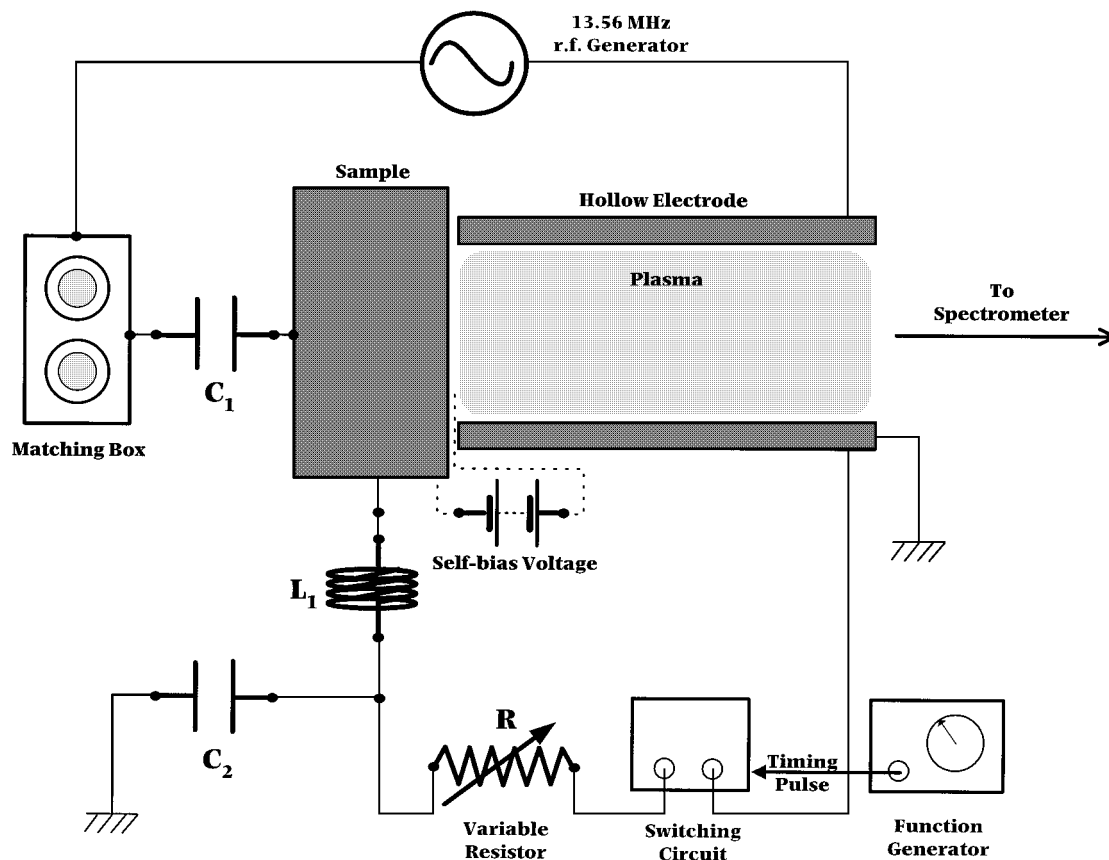 13.56 MHz
r.f. Generator
Sample
Hollow Electrode
Plasma
To
Spectrometer
C1
Matching Box
Self-bias Voltage
L1
C2
R
Timing
Pulse
Variable
Resistor
Switching
Circuit
Function
Generator